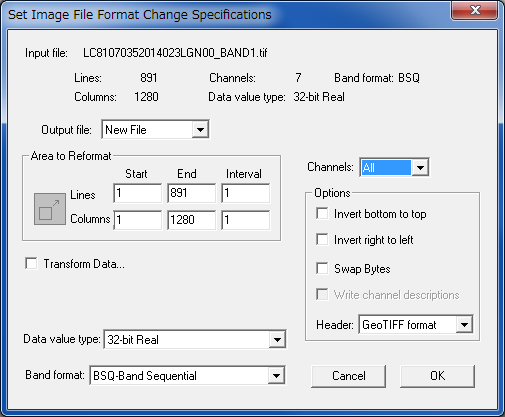 Set Image File Format Change Specifications
Input file: LC81070352014023LGN00_BAND1.tif
Lines: 891 Channels: 7 Band format: BSQ
Columns: 1280 Data value type: 32-bit Real
Output file: New File
Area to Reformat
Start End Interval
Lines 1 891 1
Columns 1 1280 1
Channels: All
Options
Invert bottom to top
Invert right to left
Swap Bytes
Write channel descriptions
Header: GeoTIFF format
Transform Data...
Data value type: 32-bit Real
Band format: BSQ-Band Sequential
Cancel OK